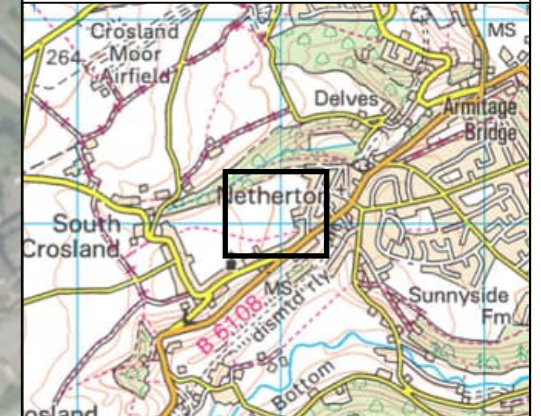 Crosland
Moor
Airfield
264
MS
Delves
Armitage
Bridge
Netherton
South
Crosland
MS
B 6108
dismtd rly
Sunnyside
Fm
Bottom
osland